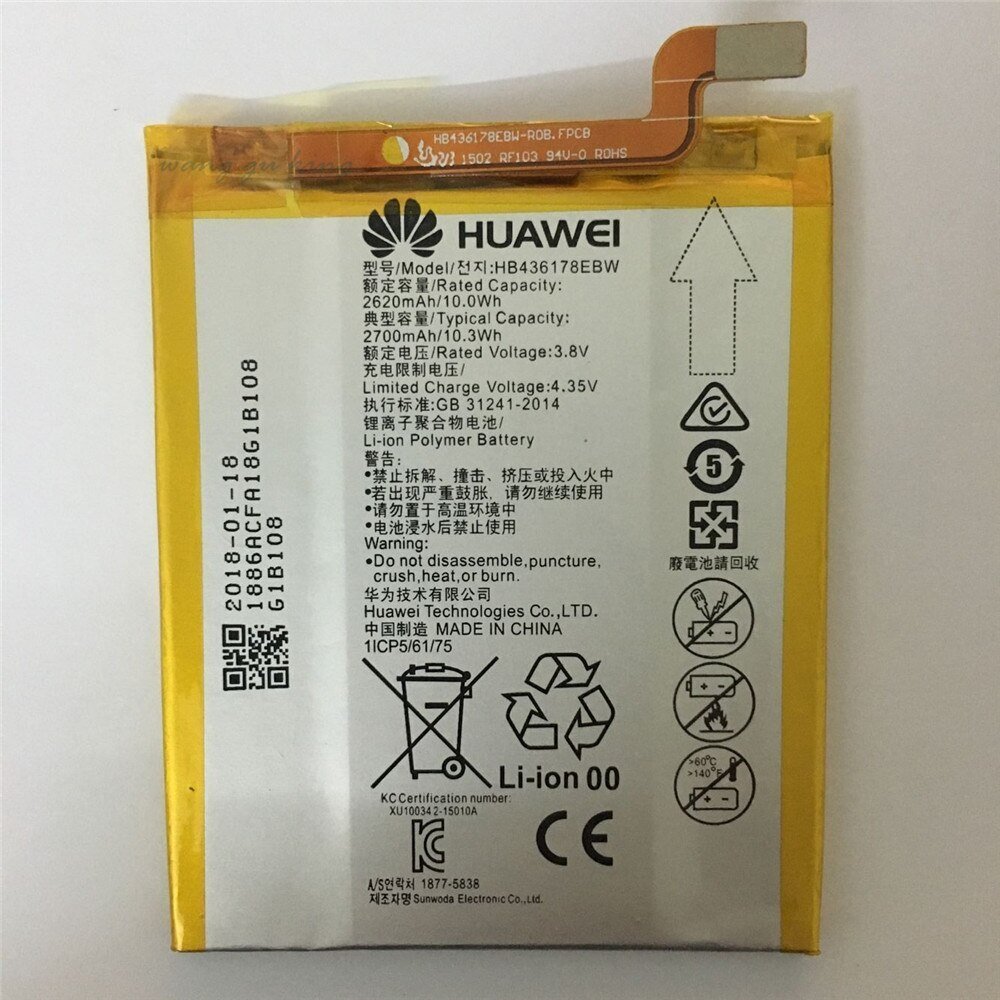 HB436178EBW-R0B.FPCB
1502 RF103 94V-0 ROHS
HUAWEI
型号/Model/전지:HB436178EBW
额定容量/Rated Capacity:
2620mAh/10.0Wh
典型容量/Typical Capacity:
2700mAh/10.3Wh
额定电压/Rated Voltage:3.8V
充电限制电压/
Limited Charge Voltage:4.35V
执行标准:GB 31241-2014
锂离子聚合物电池/
Li-ion Polymer Battery
警告:
•禁止拆解、撞击、挤压或投入火中
•若出现严重鼓胀，请勿继续使用
•请勿置于高温环境中
•电池浸水后禁止使用
Warning:
•Do not disassemble,puncture,
crush,heat,or burn.
华为技术有限公司
Huawei Technologies Co.,LTD.
中国制造 MADE IN CHINA
1ICP5/61/75
2018-01-18
1886ACFA18G1B108
G1B108
5
廢電池請回收
>60°C
>140°F
Li-ion 00
KC Certification number:
XU100342-15010A
KC
CE
A/S연락처 1877-5838
제조자명 Sunwoda Electronic Co.,Ltd.